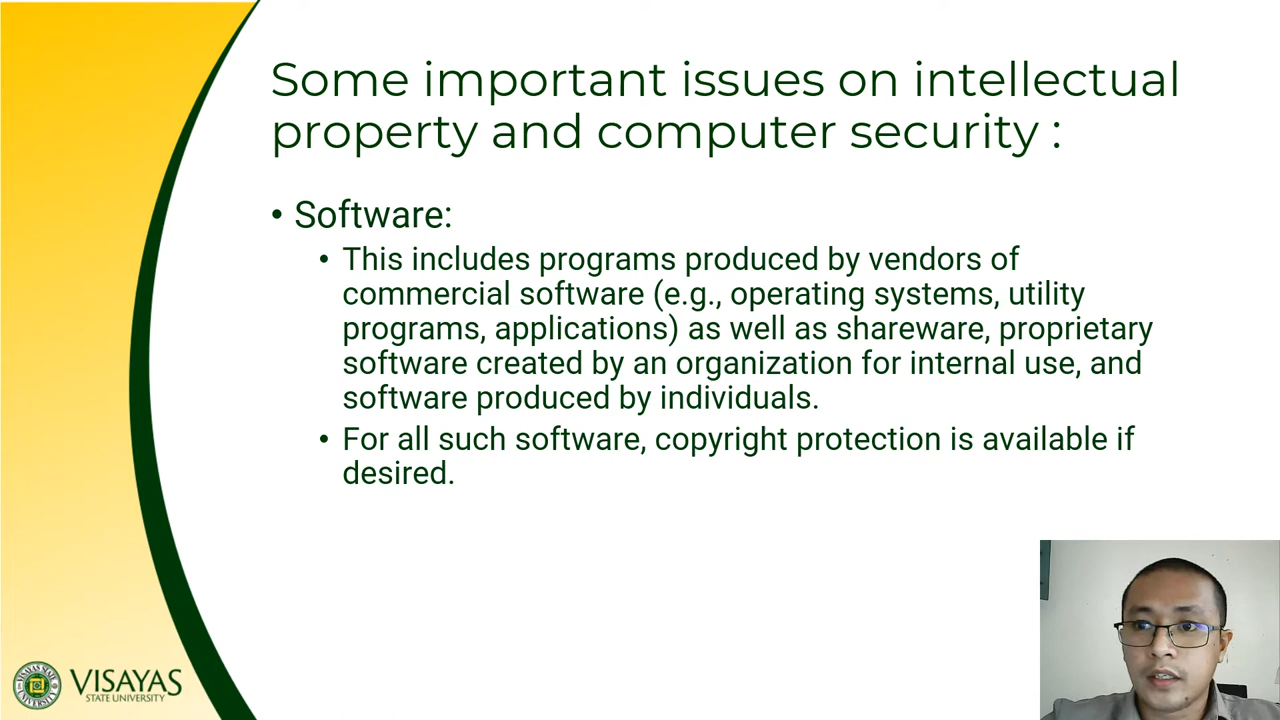 Some important issues on intellectual
property and computer security :
• Software:
• This includes programs produced by vendors of
commercial software (e.g., operating systems, utility
programs, applications) as well as shareware, proprietary
software created by an organization for internal use, and
software produced by individuals.
• For all such software, copyright protection is available if
desired.
VISAYAS
STATE UNIVERSITY